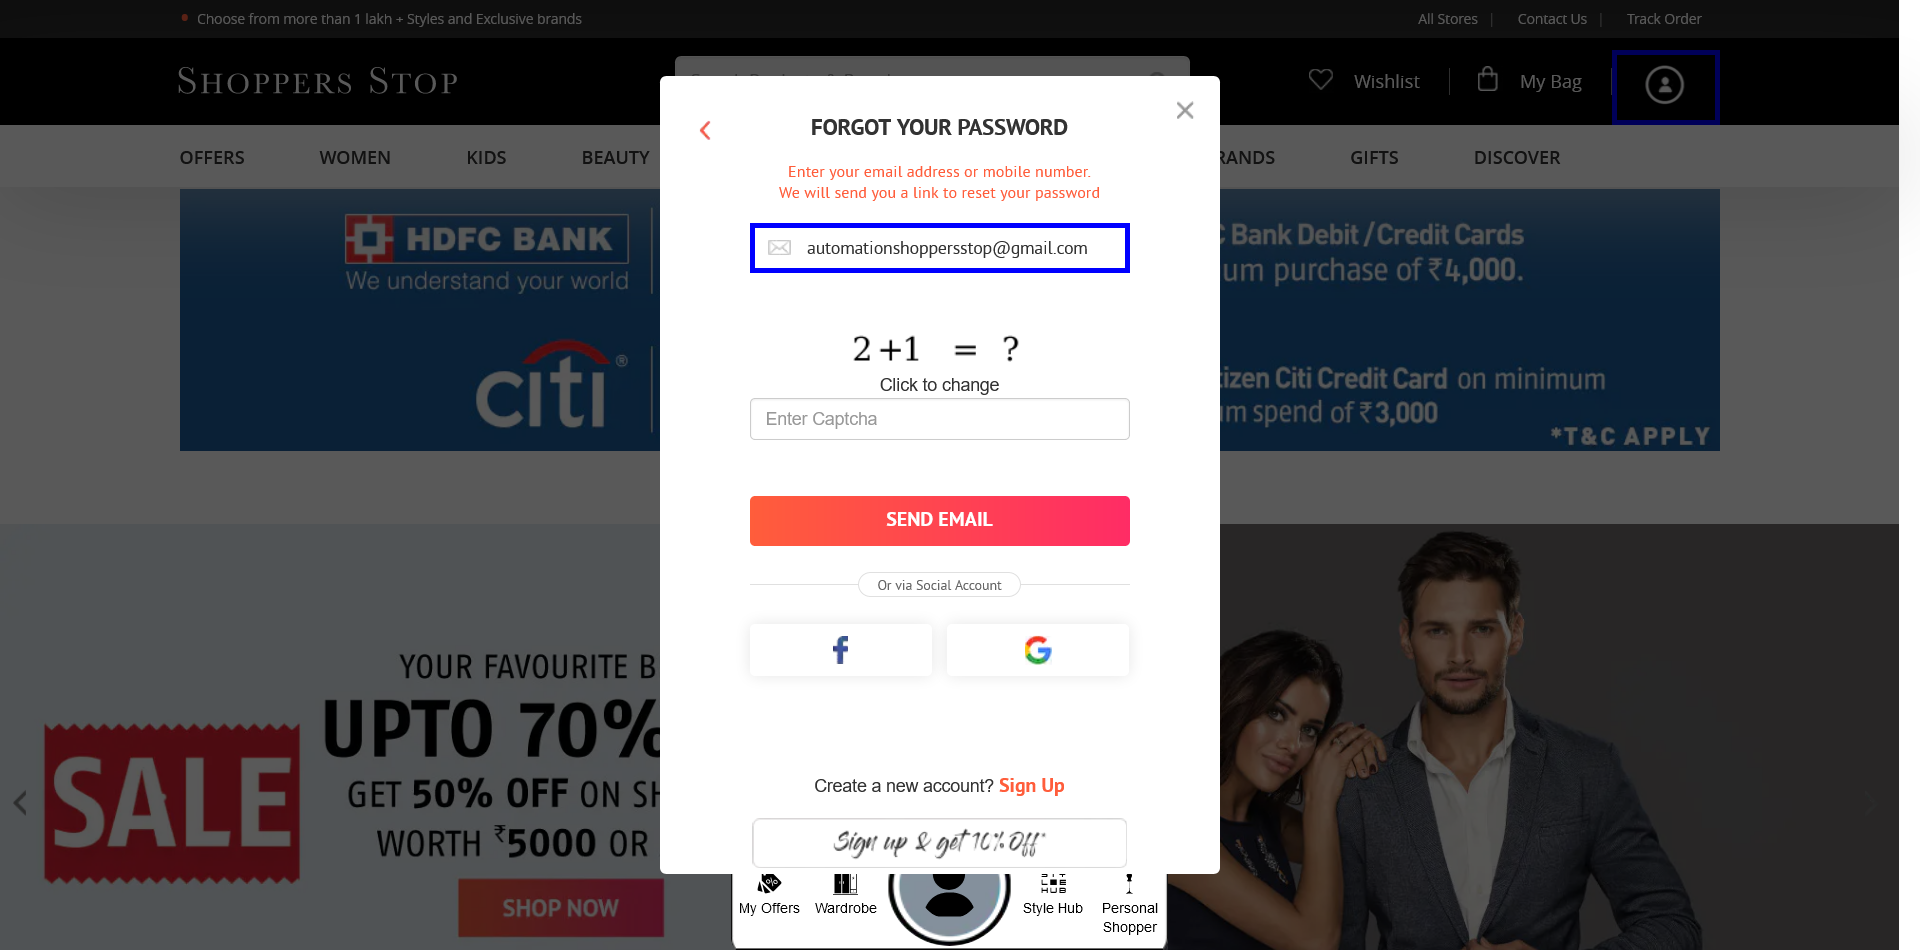 Choose from more than 1 lakh + Styles and Exclusive brands
All Stores | Contact Us | Track Order
SHOPPERS STOP
Wishlist
My Bag
OFFERS WOMEN KIDS BEAUTY RANDS GIFTS DISCOVER
FORGOT YOUR PASSWORD
Enter your email address or mobile number.
We will send you a link to reset your password
automationshoppersstop@gmail.com
2+1 = ?
Click to change
Enter Captcha
SEND EMAIL
Or via Social Account
Create a new account? Sign Up
Sign up & get 10% Off*
HDFC BANK
We understand your world
citi®
Bank Debit / Credit Cards
um purchase of ₹4,000.
izen Citi Credit Card on minimum
m spend of ₹3,000
*T&C APPLY
YOUR FAVOURITE B
UPTO 70%
GET 50% OFF ON SH
WORTH ₹5000 OR
SALE
SHOP NOW
My Offers
Wardrobe
Style Hub
Personal
Shopper